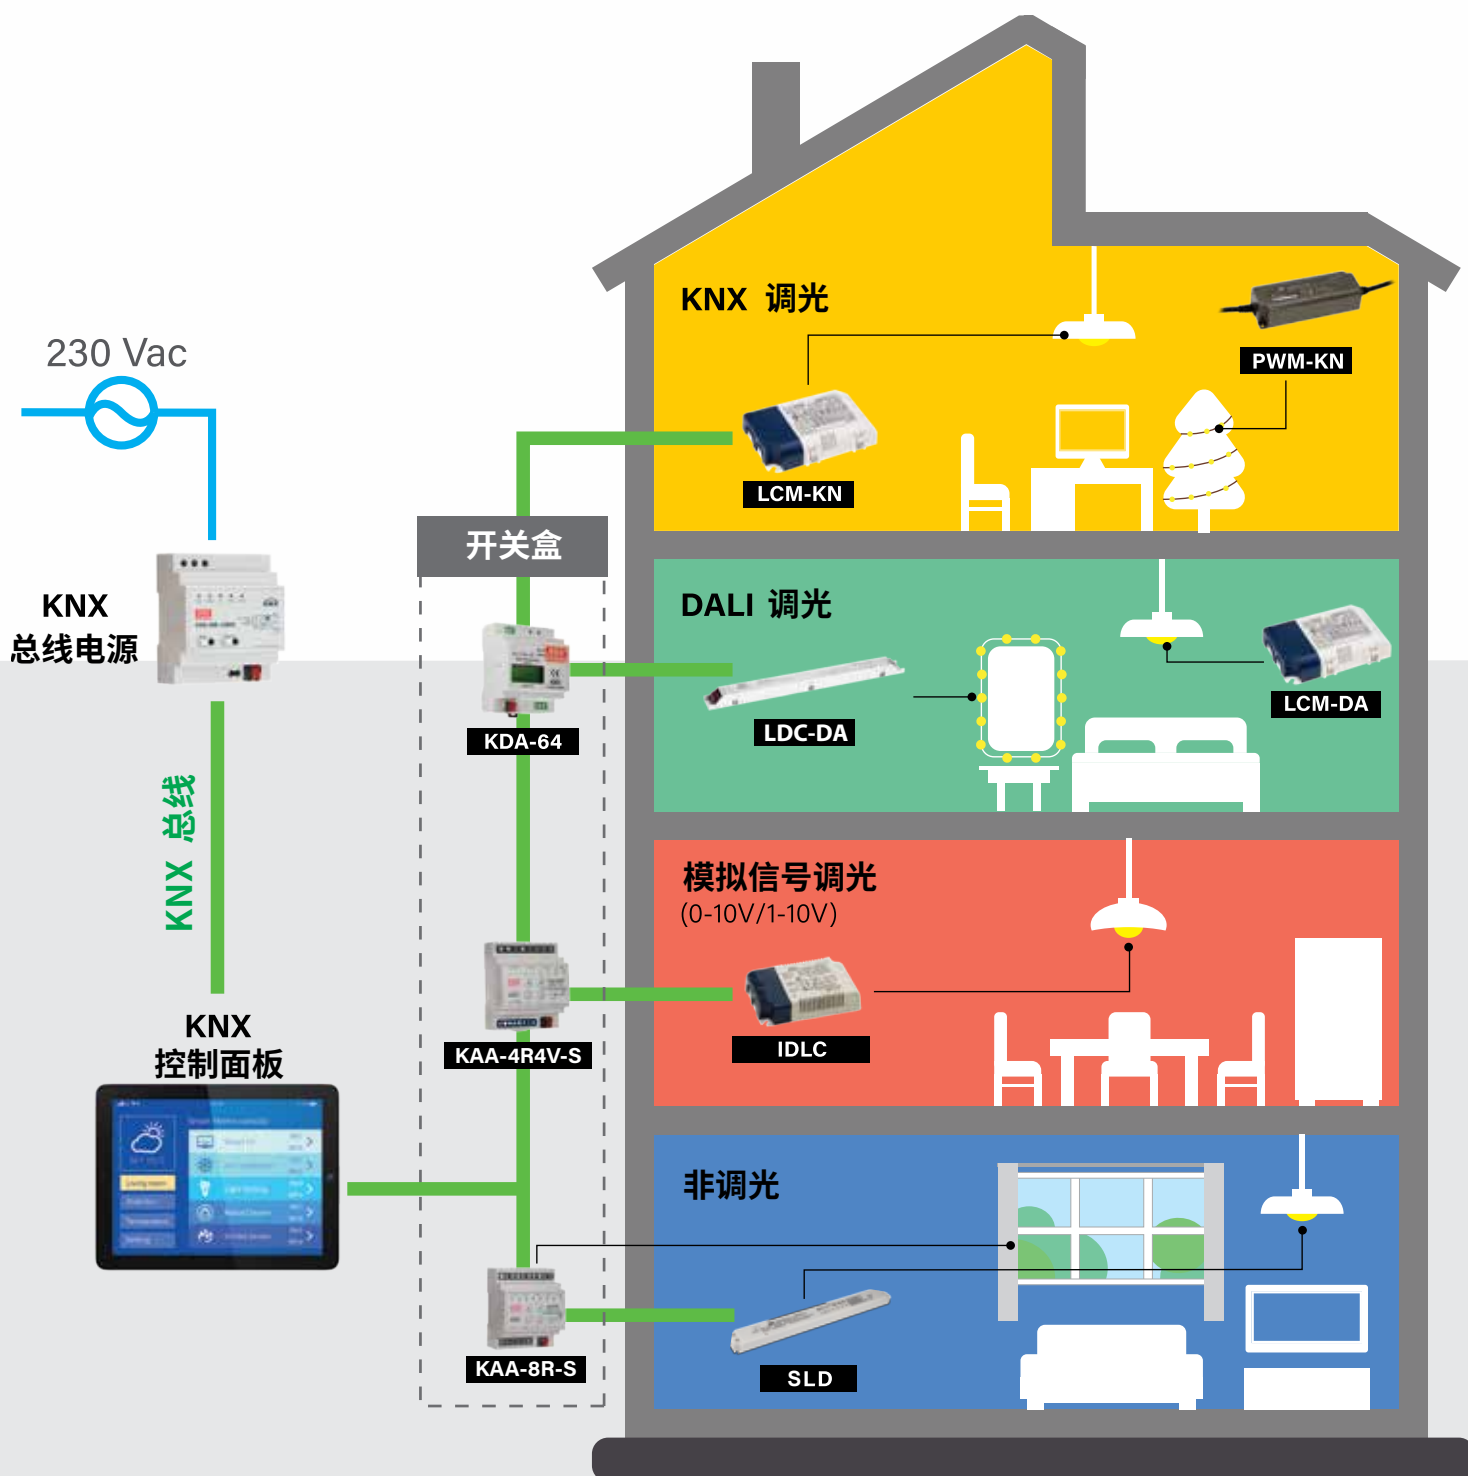 230 Vac
KNX
总线电源
KNX 总线
KNX
控制面板
开关盒
KDA-64
KAA-4R4V-S
KAA-8R-S
KNX 调光
PWM-KN
LCM-KN
DALI 调光
LDC-DA
LCM-DA
模拟信号调光
(0-10V/1-10V)
IDLC
非调光
SLD